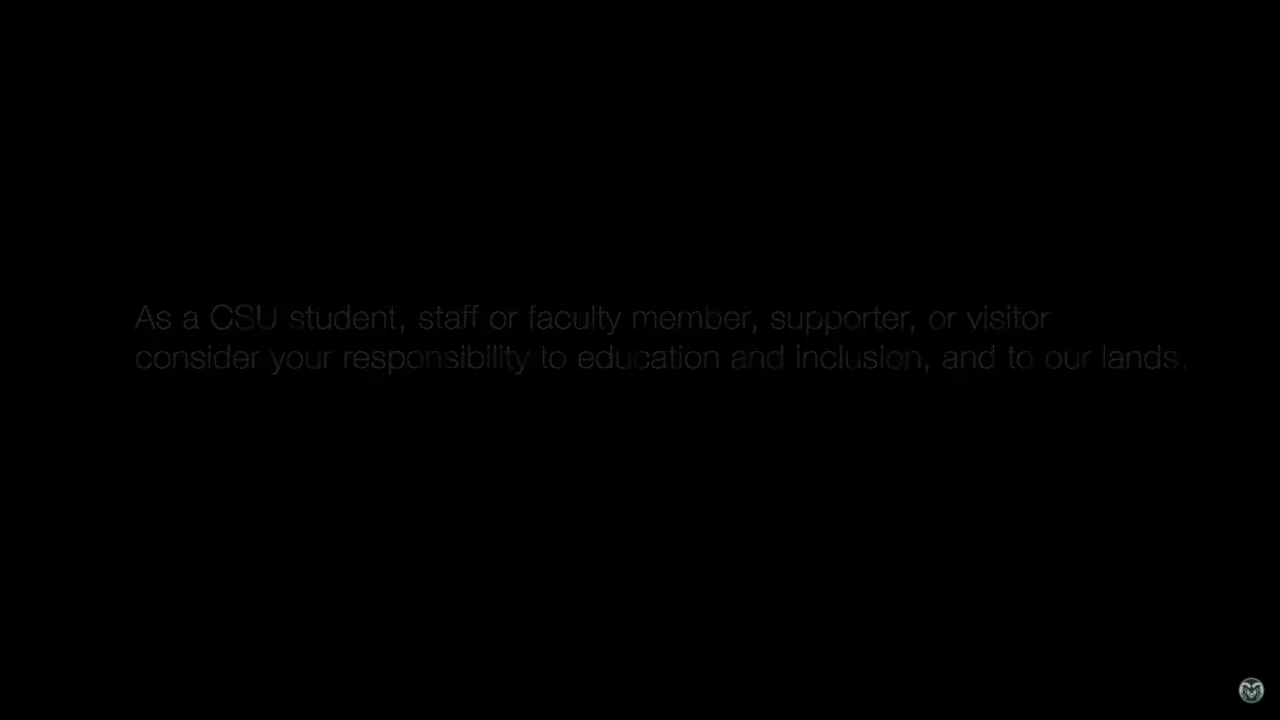 As a CSU student, staff or faculty member, supporter, or visitor
consider your responsibility to education and inclusion, and to our lands.